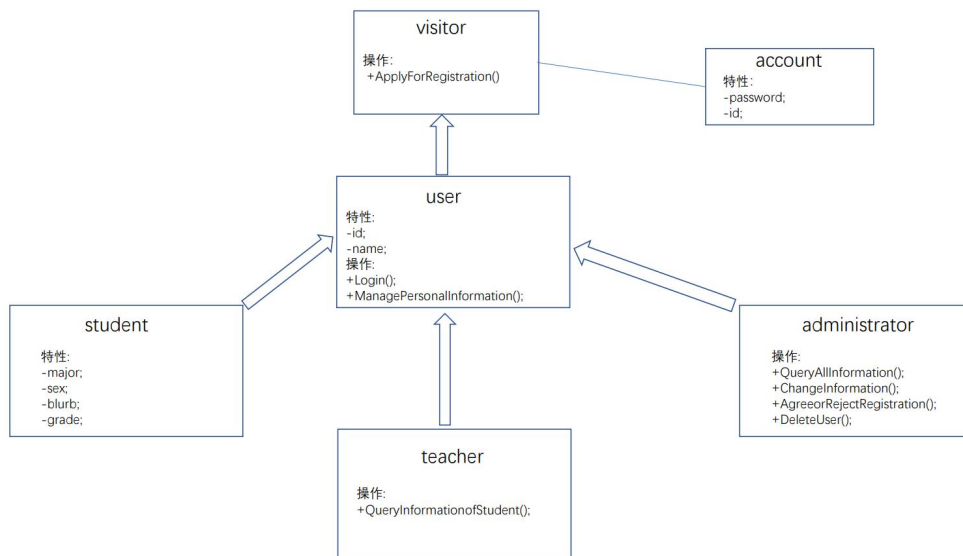 visitor
操作:
+ApplyForRegistration()
account
特性:
-password;
-id;
user
特性:
-id;
-name;
操作:
+Login();
+ManagePersonalInformation();
student
特性:
-major;
-sex;
-blurb;
-grade;
administrator
操作:
+QueryAllInformation();
+ChangeInformation();
+AgreeorRejectRegistration();
+DeleteUser();
teacher
操作:
+QueryInformationofStudent();